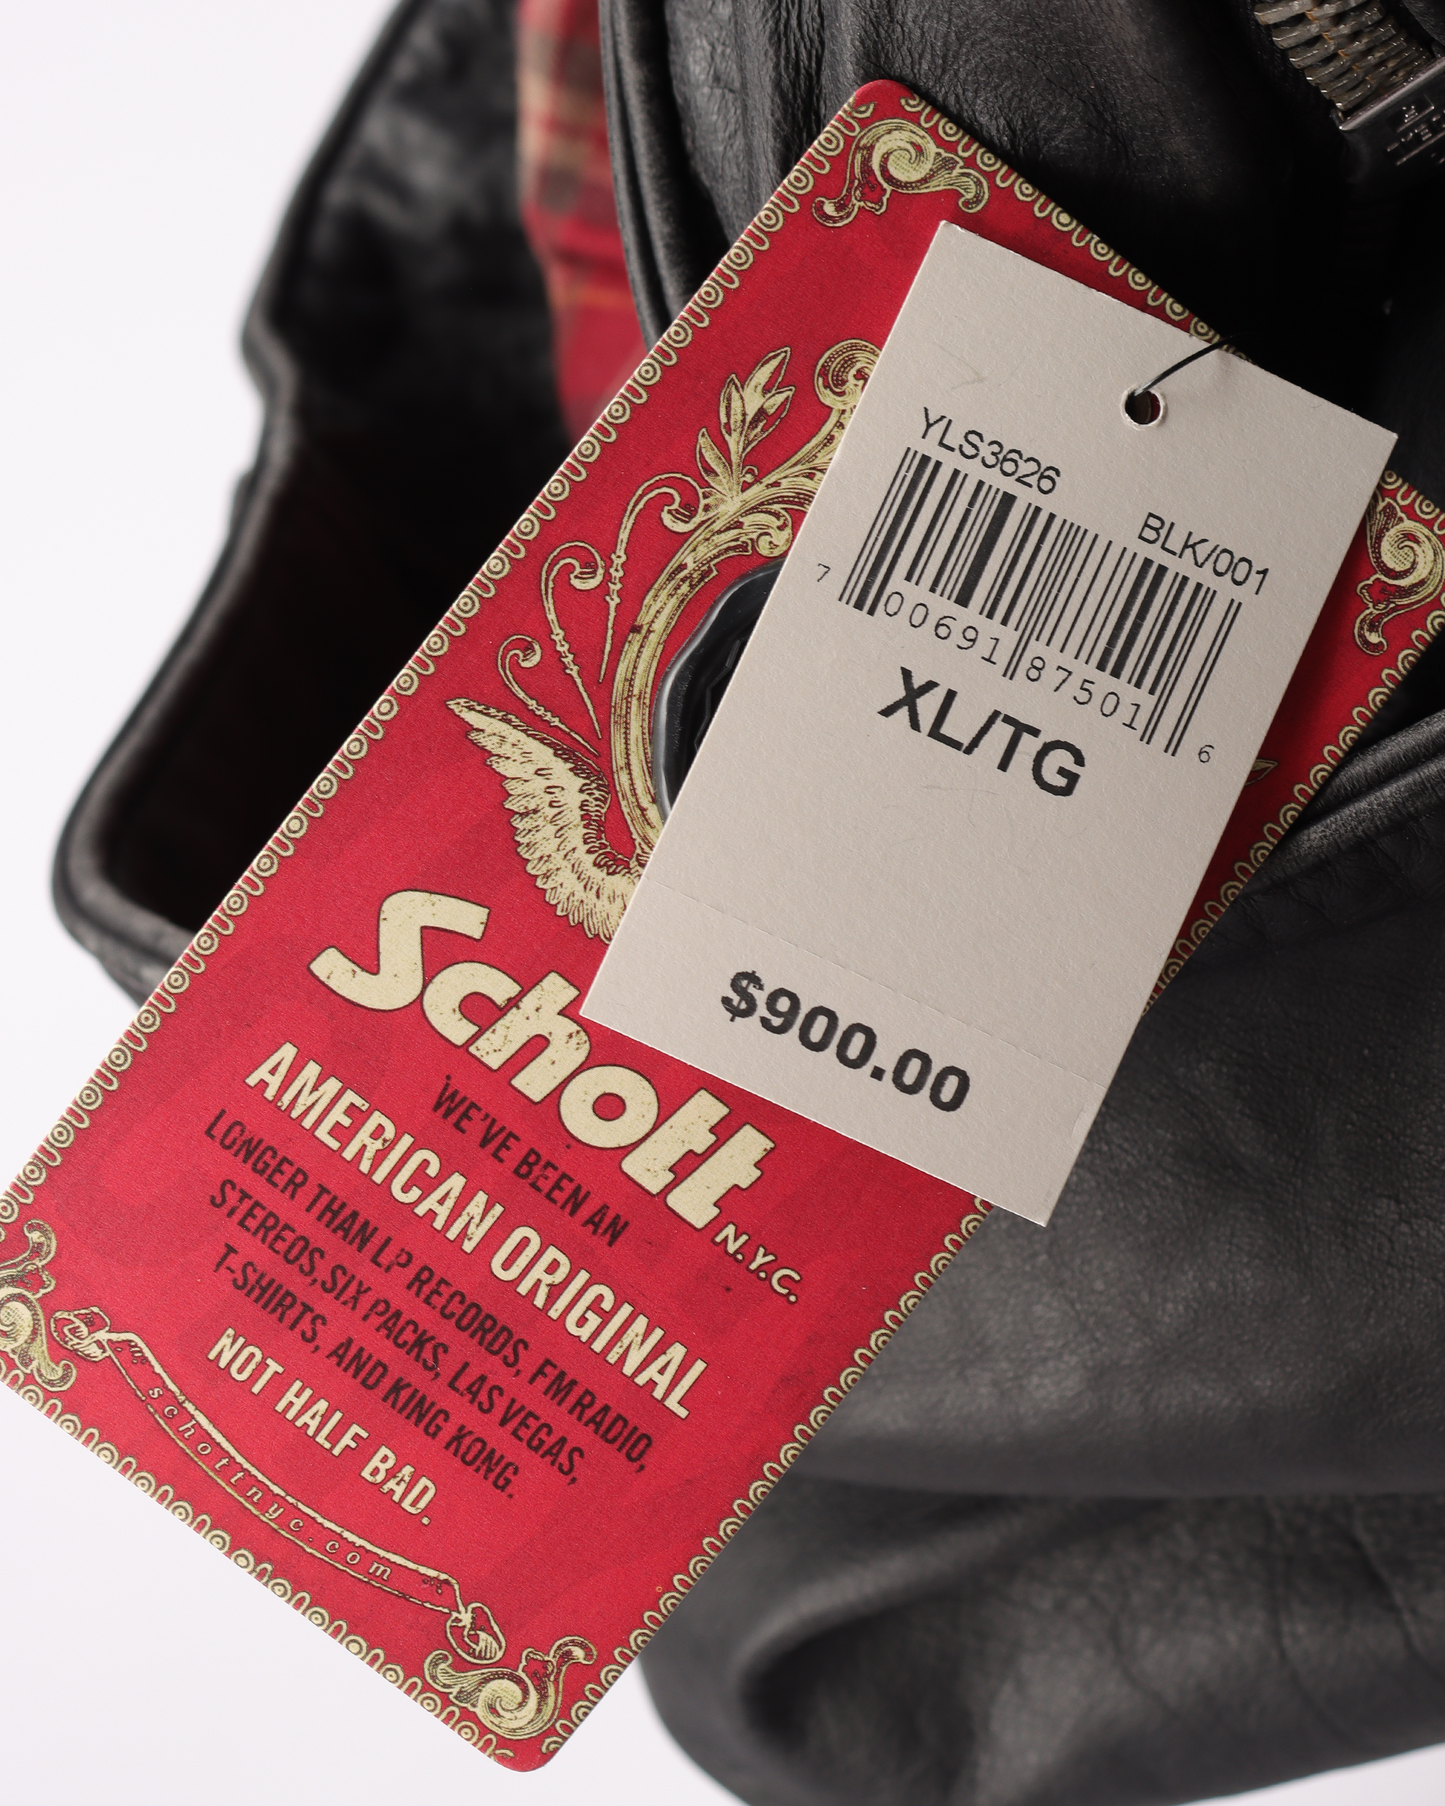 YLS3626
BLK/001
7 00691 87501 6
XL/TG
$900.00
Schott
N.Y.C.
WE'VE BEEN AN
AMERICAN ORIGINAL
LONGER THAN LP RECORDS, FM RADIO,
STEREOS, SIX PACKS, LAS VEGAS,
T-SHIRTS, AND KING KONG.
NOT HALF BAD.
schottnyc.com